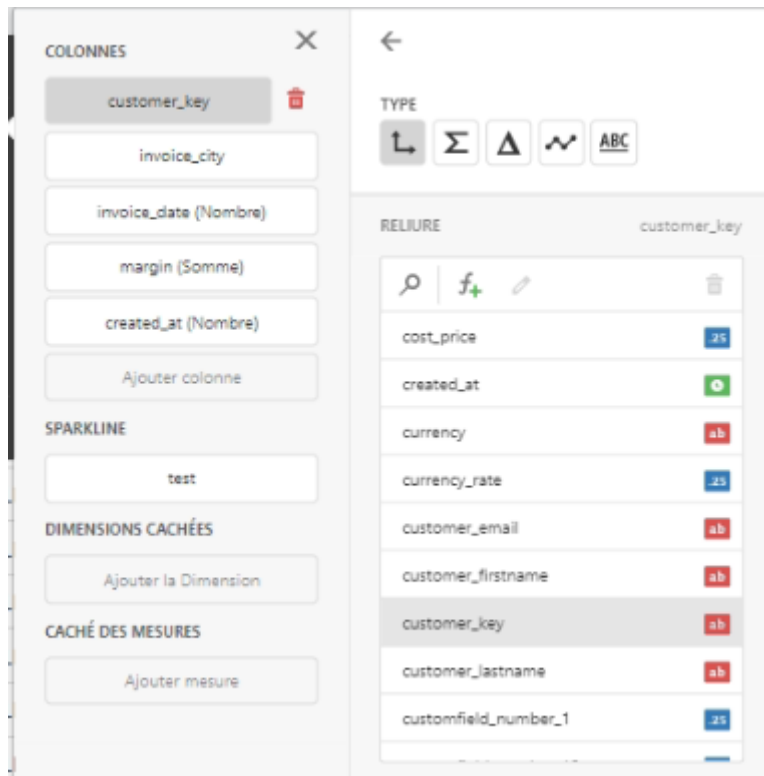 COLONNES
customer_key
invoice_city
invoice_date (Nombre)
margin (Somme)
created_at (Nombre)
Ajouter colonne
SPARKLINE
test
DIMENSIONS CACHÉES
Ajouter la Dimension
CACHÉ DES MESURES
Ajouter mesure
TYPE
Σ Δ ABC
RELIURE customer_key
f+
cost_price .25
created_at
currency ab
currency_rate .25
customer_email ab
customer_firstname ab
customer_key ab
customer_lastname ab
customfield_number_1 .25